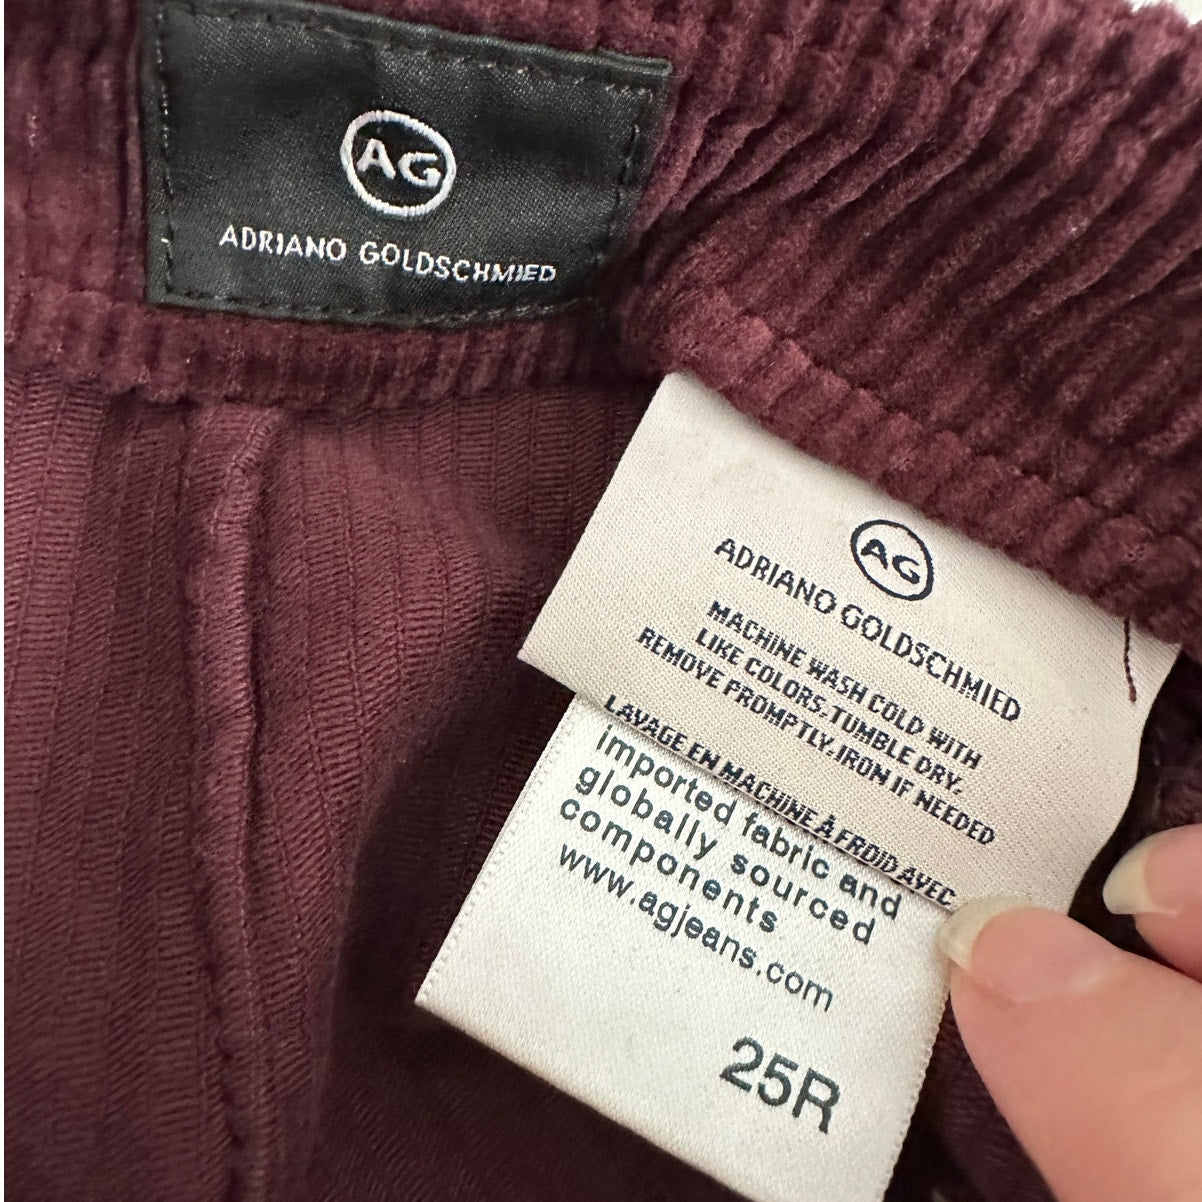 AG
ADRIANO GOLDSCHMIED
AG
ADRIANO GOLDSCHMIED
MACHINE WASH COLD WITH
LIKE COLORS.TUMBLE DRY.
REMOVE PROMPTLY.IRON IF NEEDED
LAVAGE EN MACHINE À FROID AVEC
imported fabric and
globally sourced
components
www.agjeans.com
25R